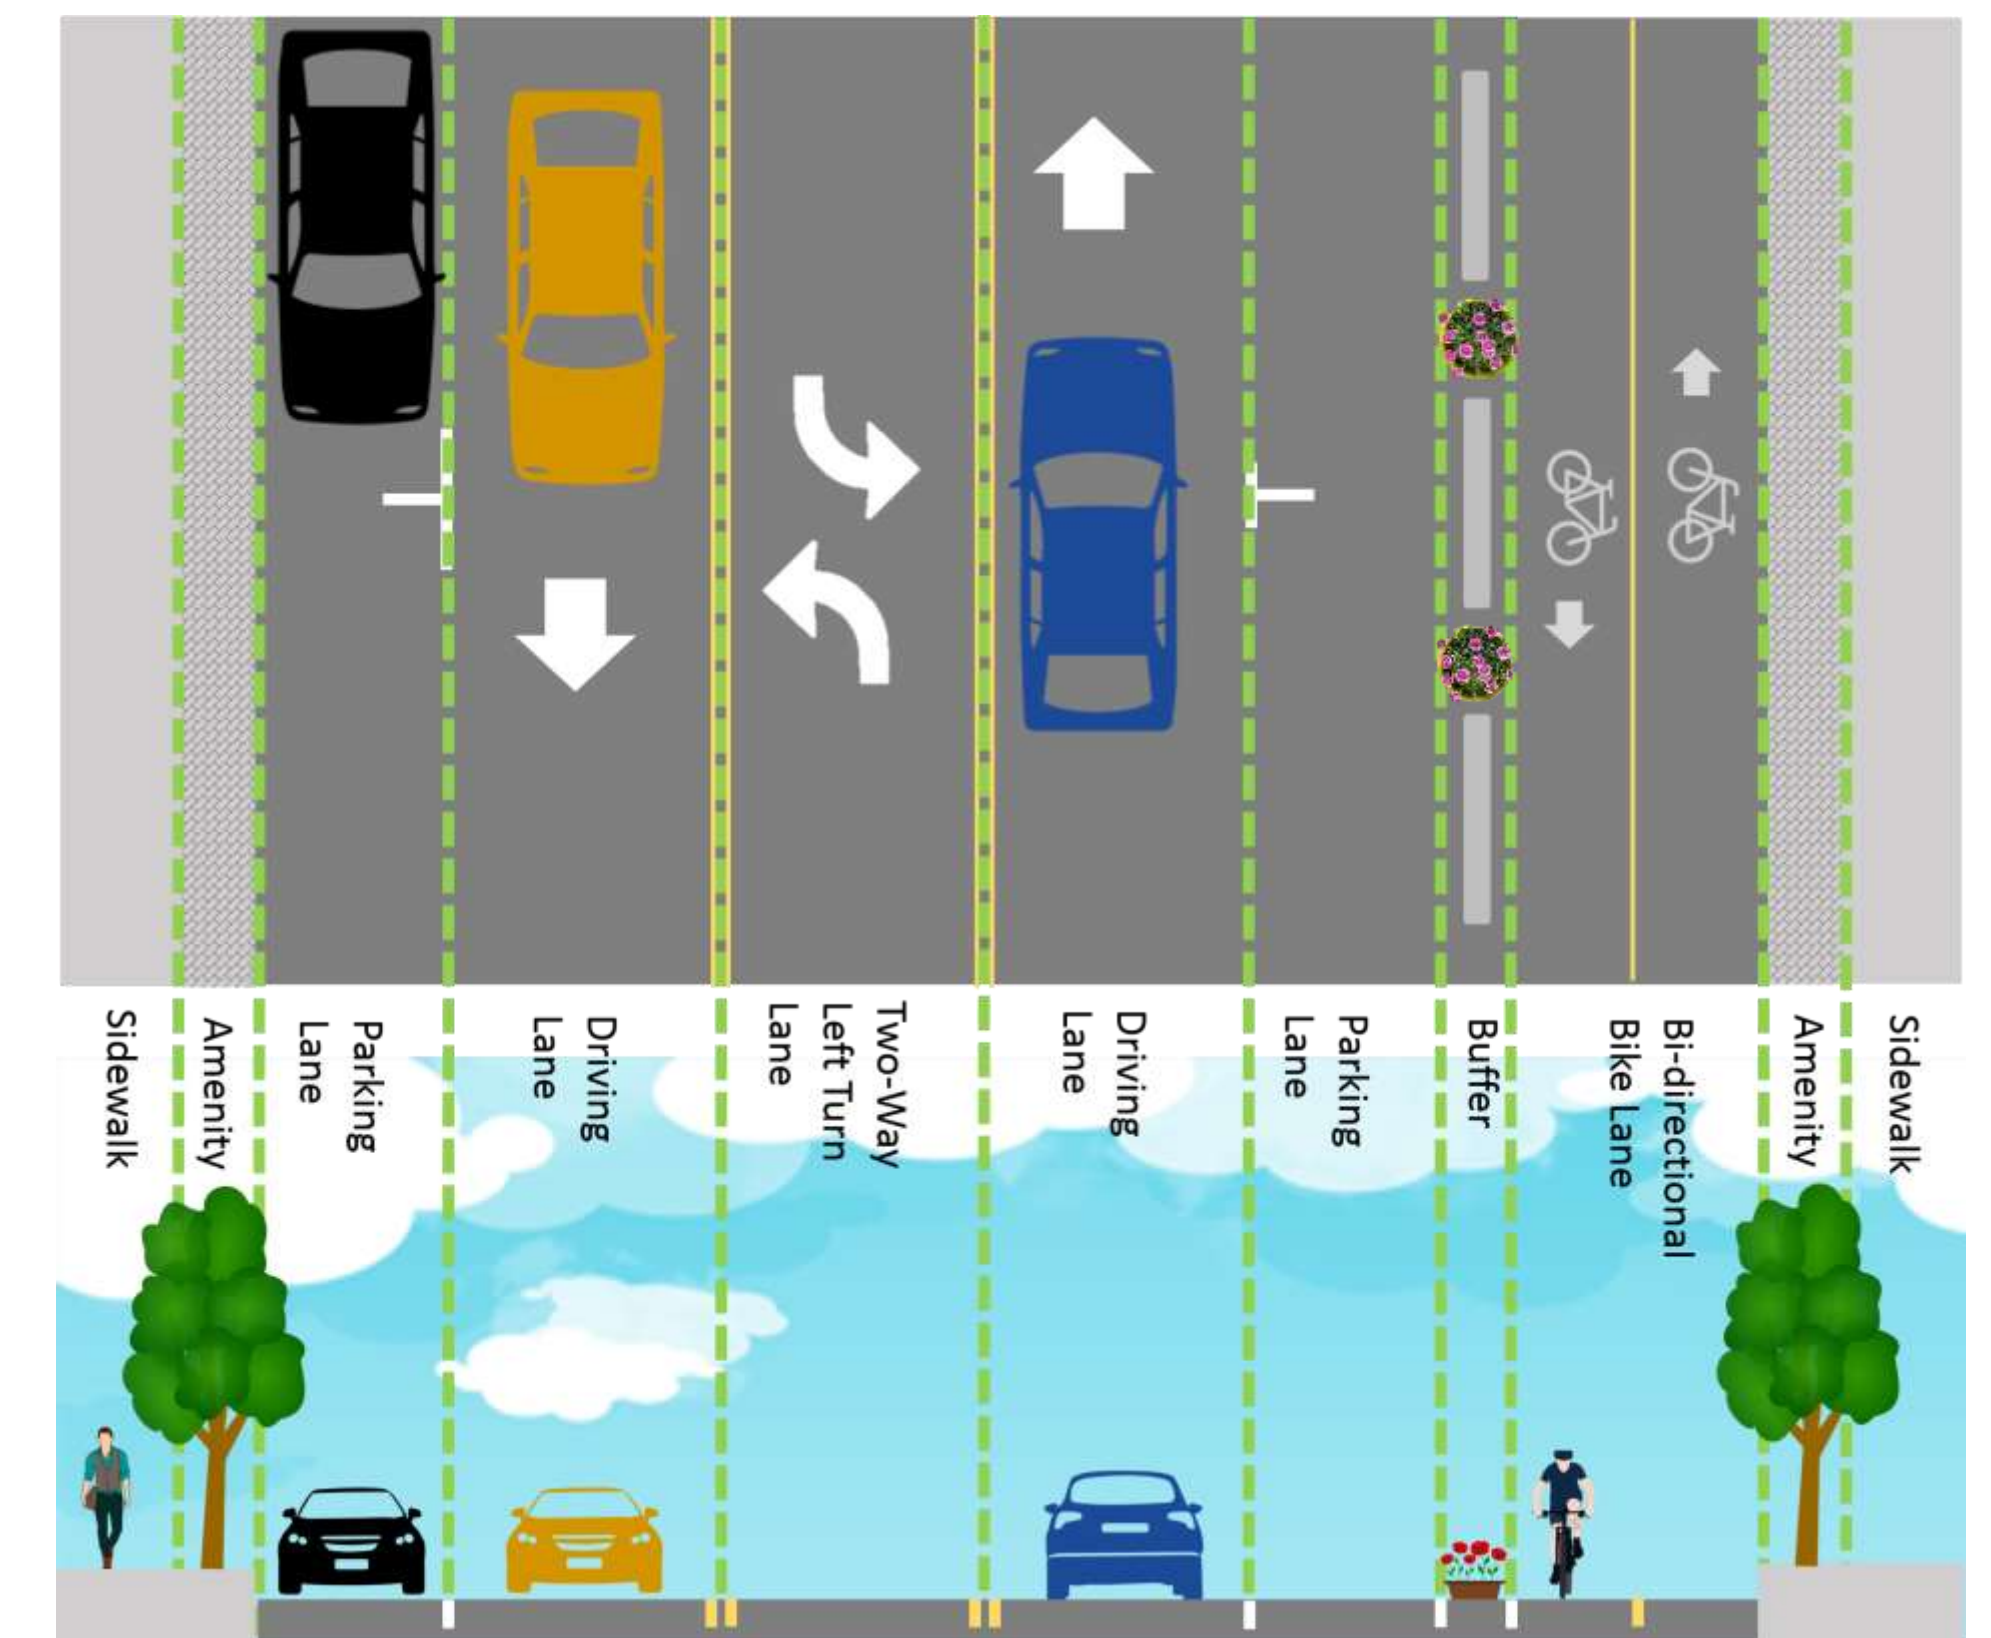 Sidewalk
Amenity
Parking
Lane
Driving
Lane
Two-Way
Left Turn
Lane
Driving
Lane
Parking
Lane
Buffer
Bi-directional
Bike Lane
Amenity
Sidewalk